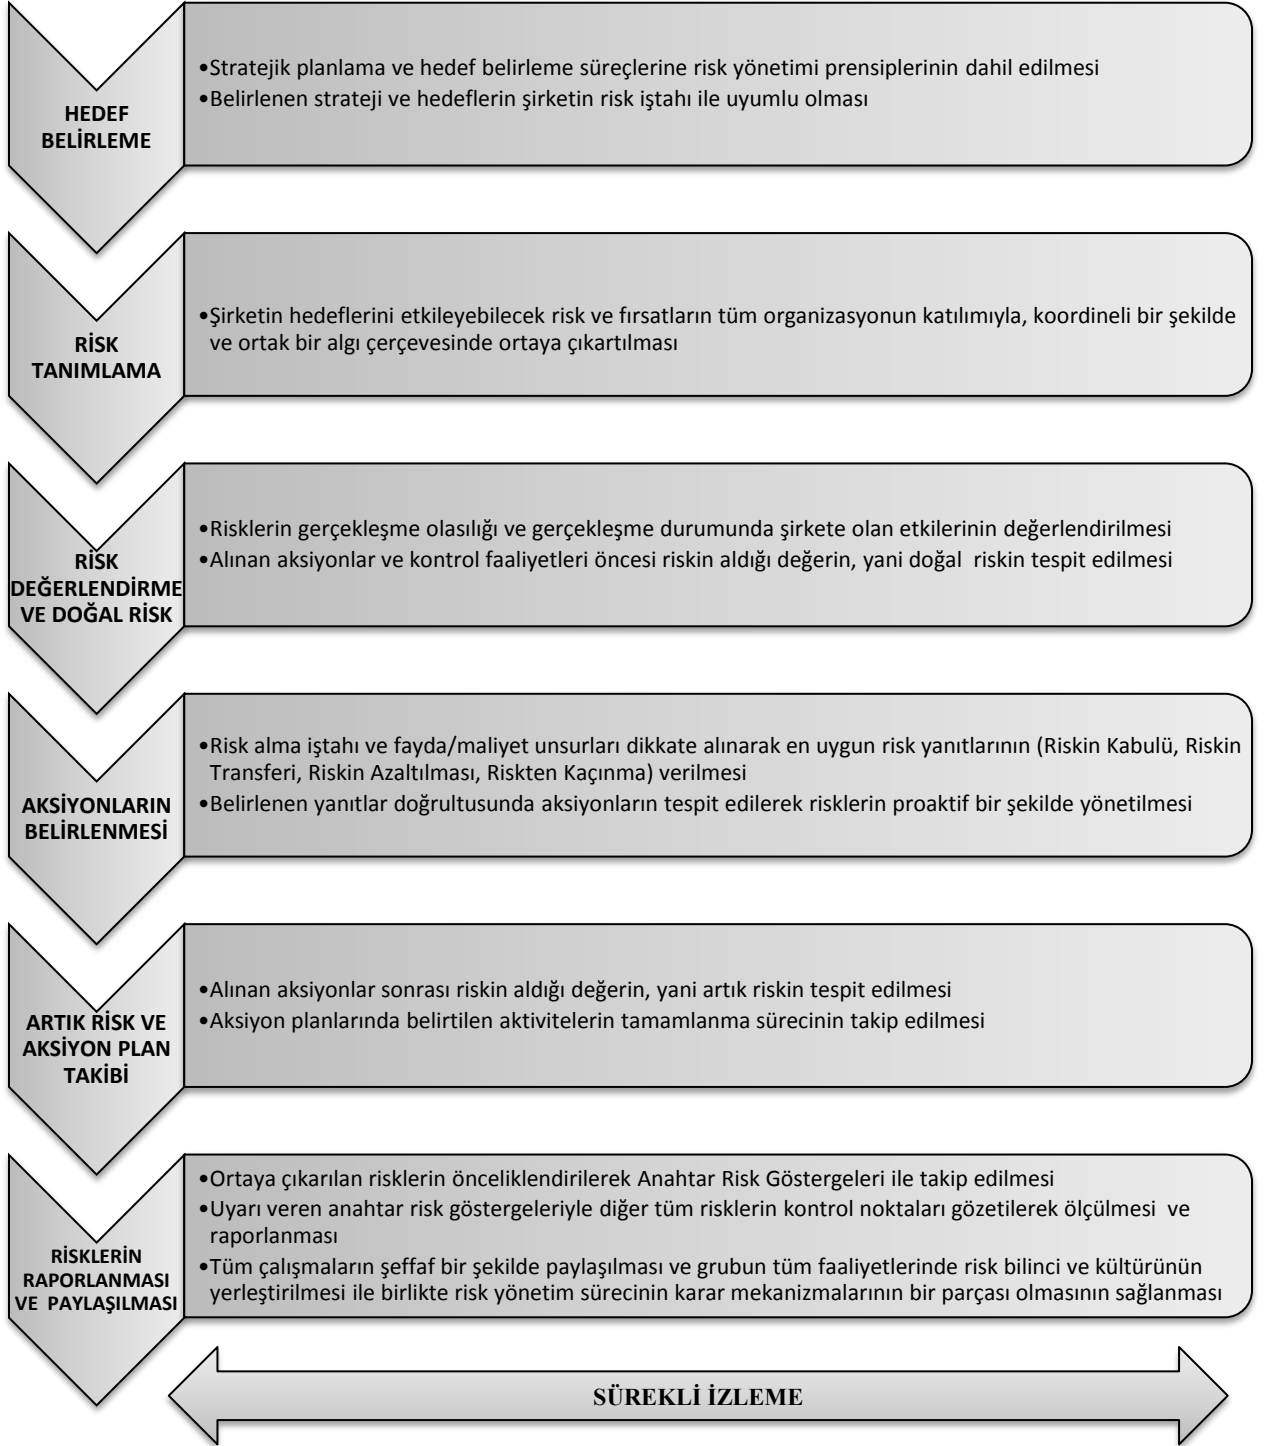 HEDEF
BELİRLEME
•Stratejik planlama ve hedef belirleme süreçlerine risk yönetimi prensiplerinin dahil edilmesi
•Belirlenen strateji ve hedeflerin şirketin risk iştahı ile uyumlu olması
RİSK
TANIMLAMA
•Şirketin hedeflerini etkileyebilecek risk ve fırsatların tüm organizasyonun katılımıyla, koordineli bir şekilde
ve ortak bir algı çerçevesinde ortaya çıkartılması
RİSK
DEĞERLENDİRME
VE DOĞAL RİSK
•Risklerin gerçekleşme olasılığı ve gerçekleşme durumunda şirkete olan etkilerinin değerlendirilmesi
•Alınan aksiyonlar ve kontrol faaliyetleri öncesi riskin aldığı değerin, yani doğal  riskin tespit edilmesi
AKSİYONLARIN
BELİRLENMESİ
•Risk alma iştahı ve fayda/maliyet unsurları dikkate alınarak en uygun risk yanıtlarının (Riskin Kabulü, Riskin
Transferi, Riskin Azaltılması, Riskten Kaçınma) verilmesi
•Belirlenen yanıtlar doğrultusunda aksiyonların tespit edilerek risklerin proaktif bir şekilde yönetilmesi
ARTIK RİSK VE
AKSİYON PLAN
TAKİBİ
•Alınan aksiyonlar sonrası riskin aldığı değerin, yani artık riskin tespit edilmesi
•Aksiyon planlarında belirtilen aktivitelerin tamamlanma sürecinin takip edilmesi
RİSKLERİN
RAPORLANMASI
VE  PAYLAŞILMASI
•Ortaya çıkarılan risklerin önceliklendirilerek Anahtar Risk Göstergeleri ile takip edilmesi
•Uyarı veren anahtar risk göstergeleriyle diğer tüm risklerin kontrol noktaları gözetilerek ölçülmesi  ve
raporlanması
•Tüm çalışmaların şeffaf bir şekilde paylaşılması ve grubun tüm faaliyetlerinde risk bilinci ve kültürünün
yerleştirilmesi ile birlikte risk yönetim sürecinin karar mekanizmalarının bir parçası olmasının sağlanması
SÜREKLİ İZLEME